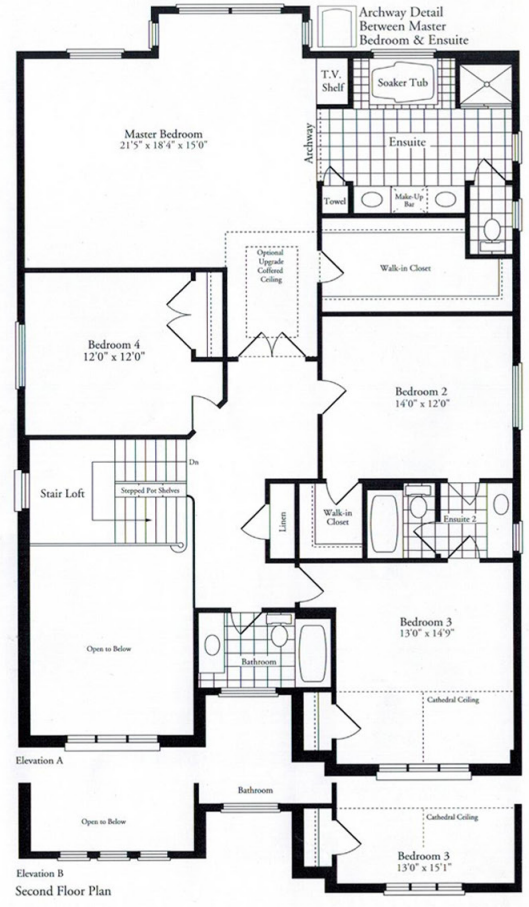 Archway Detail
Between Master
Bedroom & Ensuite
T.V.
Shelf
Soaker Tub
Master Bedroom
21'5" x 18'4" x 15'0"
Archway
Ensuite
Towel
Make-Up
Bar
Optional
Upgrade
Coffered
Ceiling
Walk-in Closet
Bedroom 4
12'0" x 12'0"
Bedroom 2
14'0" x 12'0"
Dn
Stair Loft
Stepped Pot Shelves
Linen
Walk-in
Closet
Ensuite 2
Bedroom 3
13'0" x 14'9"
Open to Below
Bathroom
Cathedral Ceiling
Elevation A
Bathroom
Open to Below
Cathedral Ceiling
Bedroom 3
13'0" x 15'1"
Elevation B
Second Floor Plan